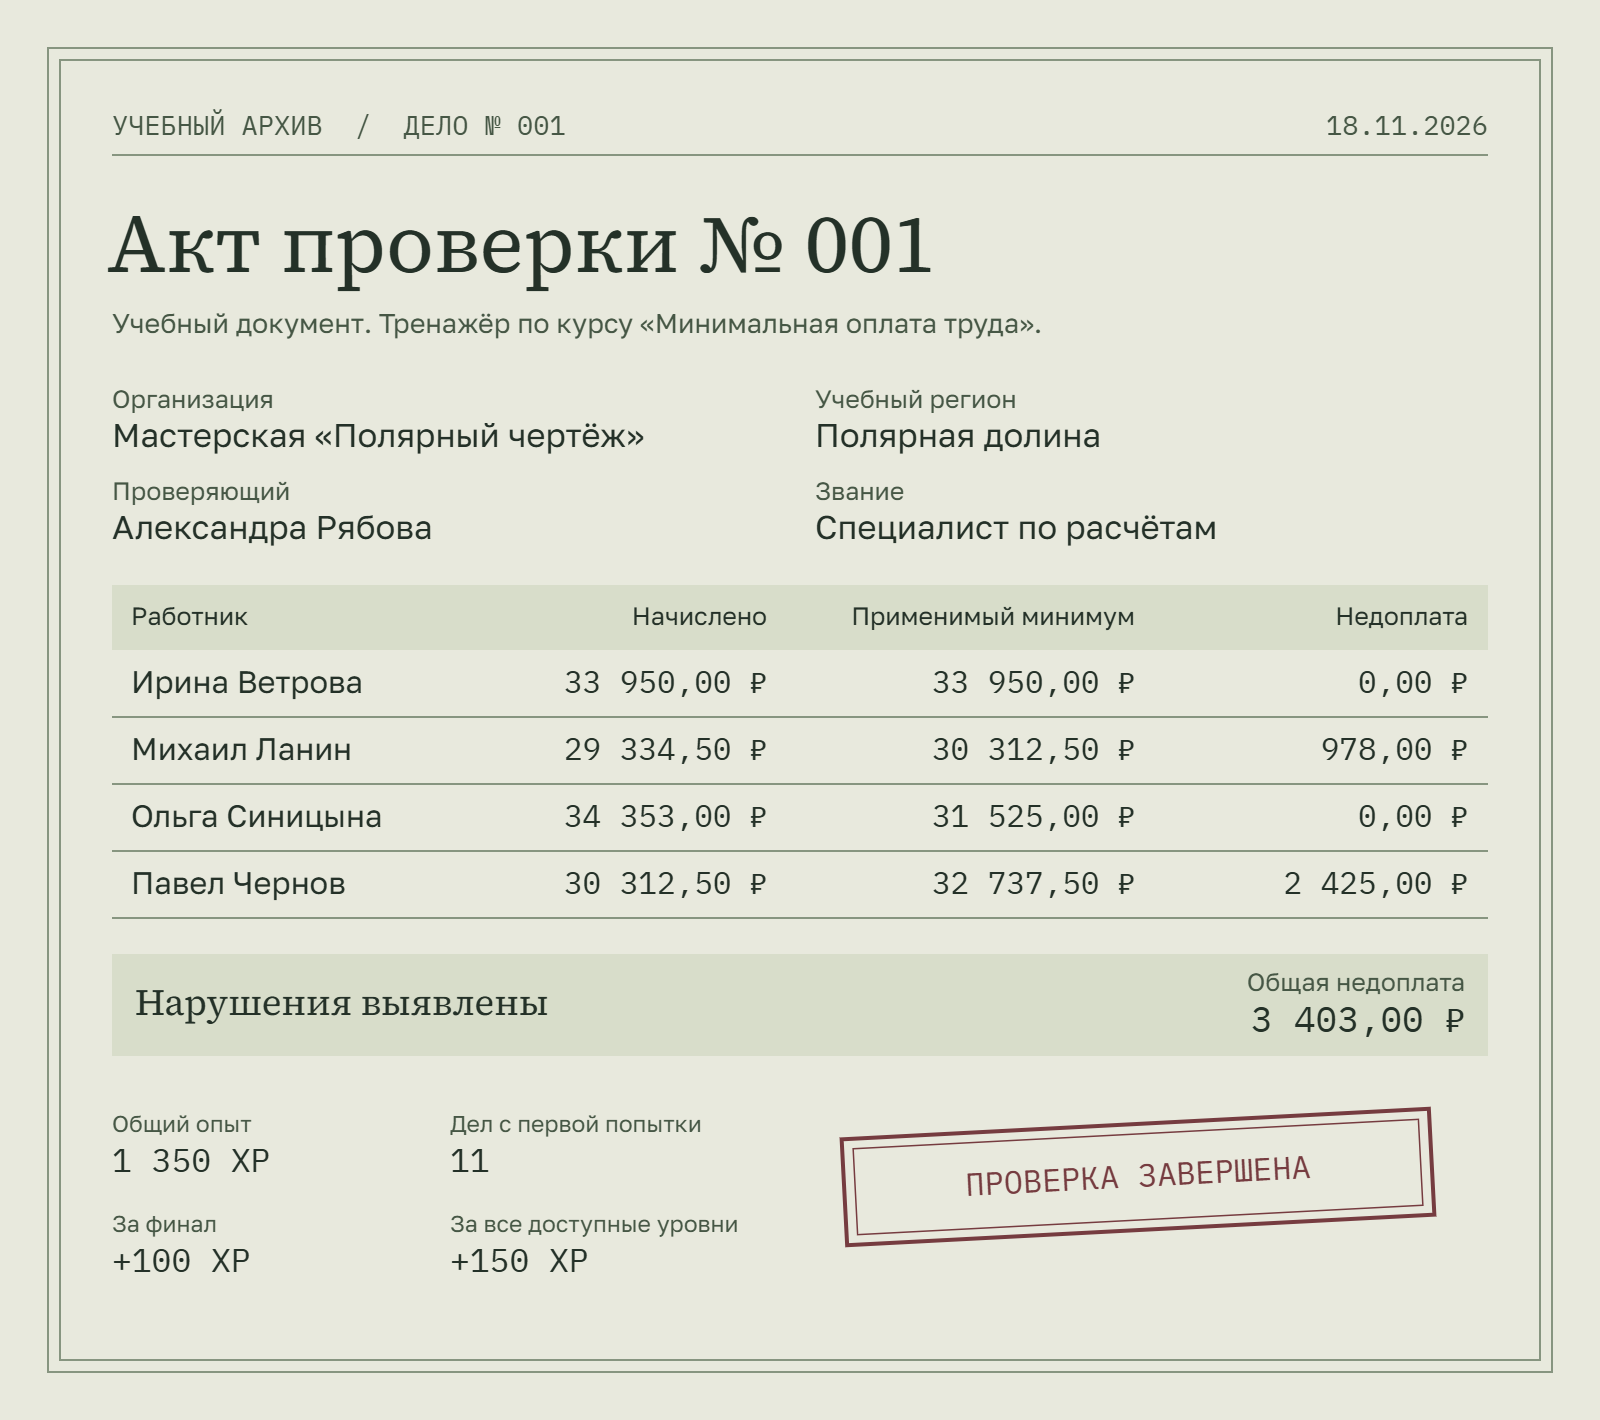 УЧЕБНЫЙ АРХИВ / ДЕЛО № 001 18.11.2026
Акт проверки № 001
Учебный документ. Тренажёр по курсу «Минимальная оплата труда».
Организация Учебный регион
Мастерская «Полярный чертёж» Полярная долина
Проверяющий Звание
Александра Рябова Специалист по расчётам
Работник Начислено Применимый минимум Недоплата
Ирина Ветрова 33 950,00 ₽ 33 950,00 ₽ 0,00 ₽
Михаил Ланин 29 334,50 ₽ 30 312,50 ₽ 978,00 ₽
Ольга Синицына 34 353,00 ₽ 31 525,00 ₽ 0,00 ₽
Павел Чернов 30 312,50 ₽ 32 737,50 ₽ 2 425,00 ₽
Общая недоплата
Нарушения выявлены 3 403,00 ₽
Общий опыт Дел с первой попытки
1 350 XP 11
ПРОВЕРКА ЗАВЕРШЕНА
За финал За все доступные уровни
+100 XP +150 XP